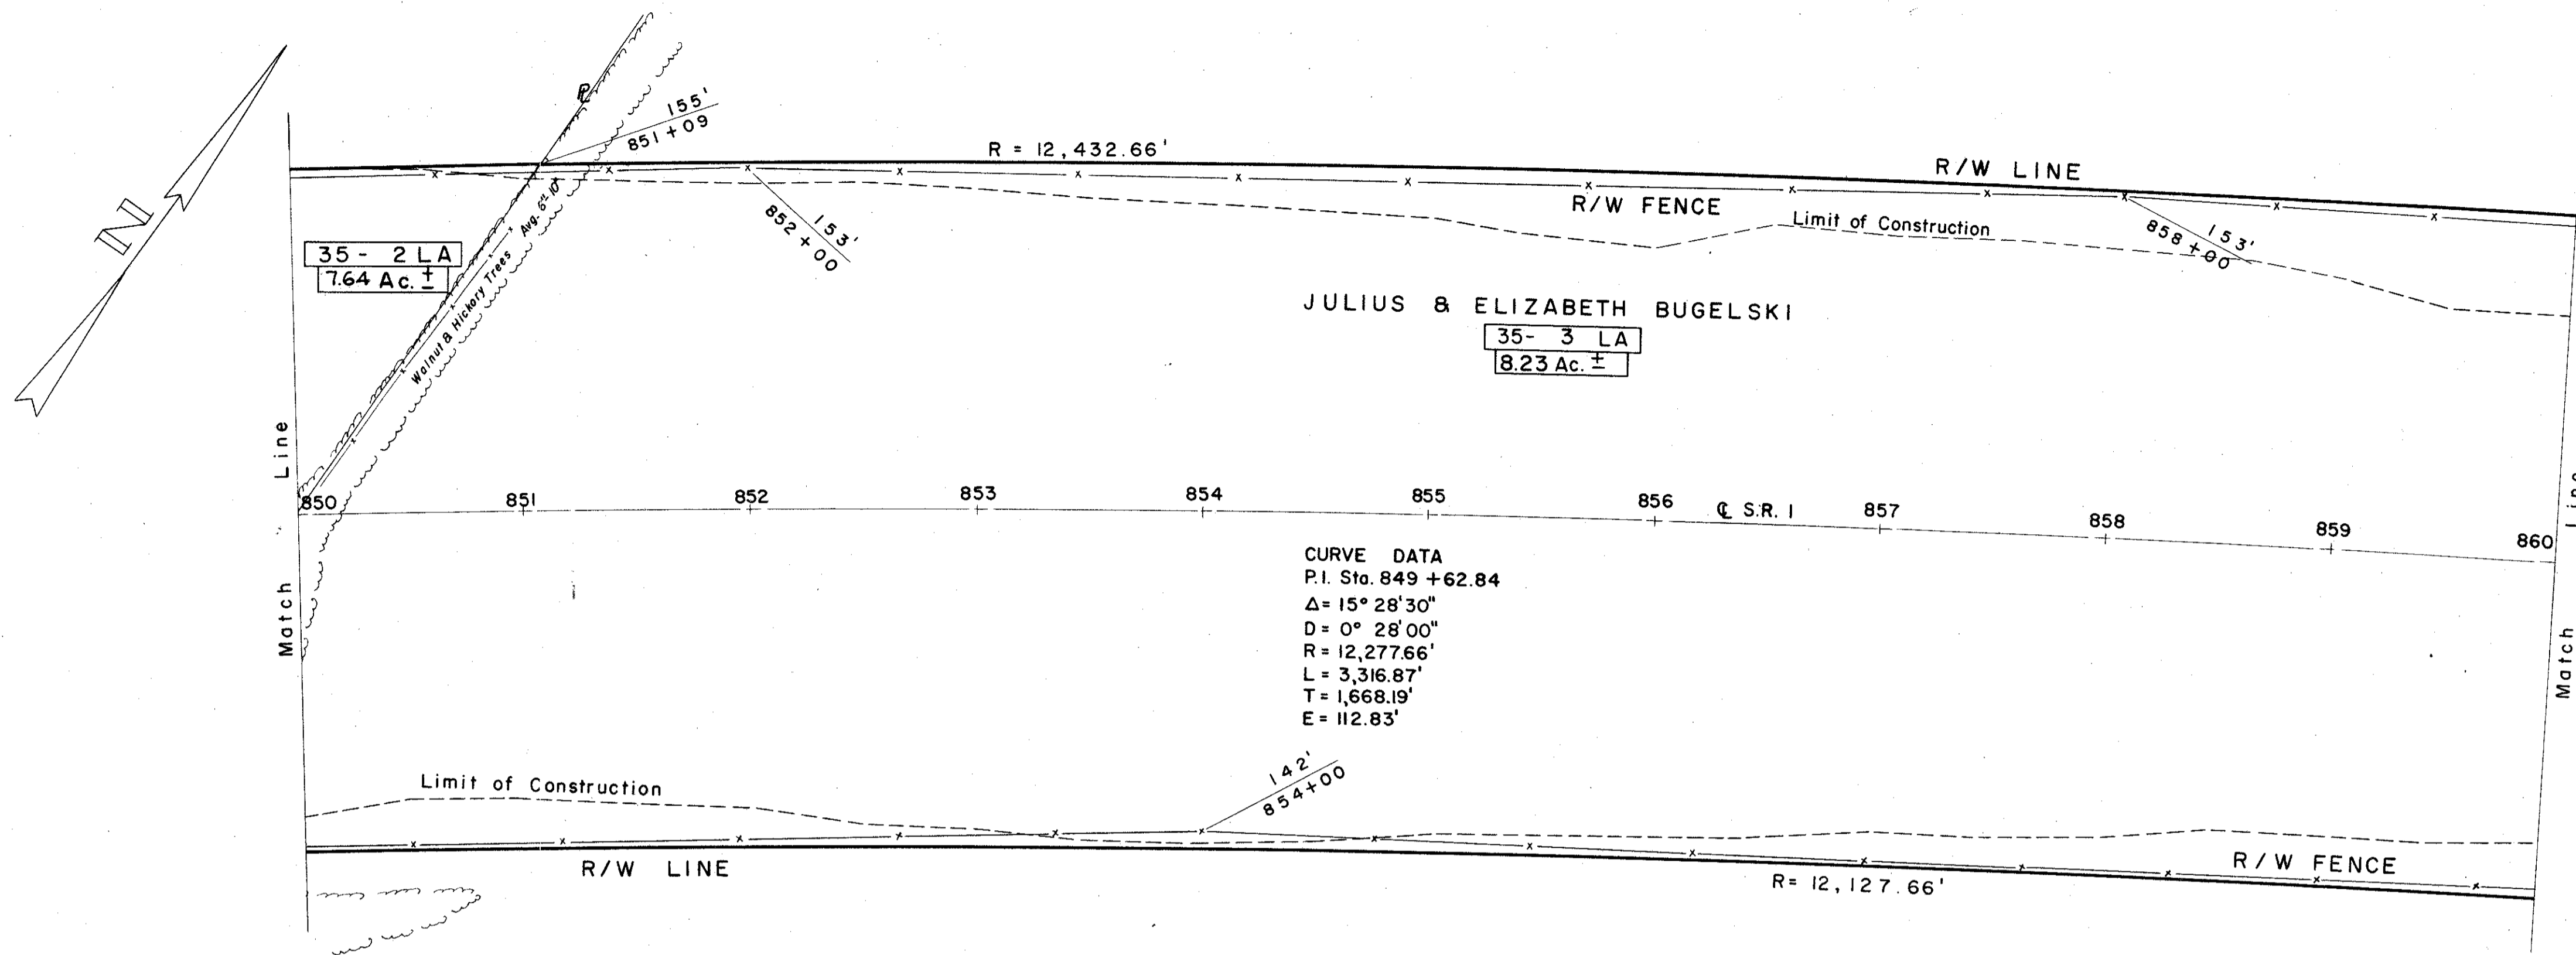 N
PL
155'
851+09
R = 12,432.66'
R/W LINE
R/W FENCE
Limit of Construction
153'
852+00
153'
858+00
35- 2 LA
7.64 Ac. ±
Walnut & Hickory Trees Avg. 6"-10"
JULIUS & ELIZABETH BUGELSKI
35- 3 LA
8.23 Ac. ±
Match Line
850 851 852 853 854 855 856 ℄ S.R. 1 857 858 859 860
Match Line
CURVE DATA
P.I. Sta. 849+62.84
Δ= 15° 28'30"
D = 0° 28'00"
R = 12,277.66'
L = 3,316.87'
T = 1,668.19'
E = 112.83'
142'
854+00
Limit of Construction
R/W LINE
R/W FENCE
R= 12,127.66'